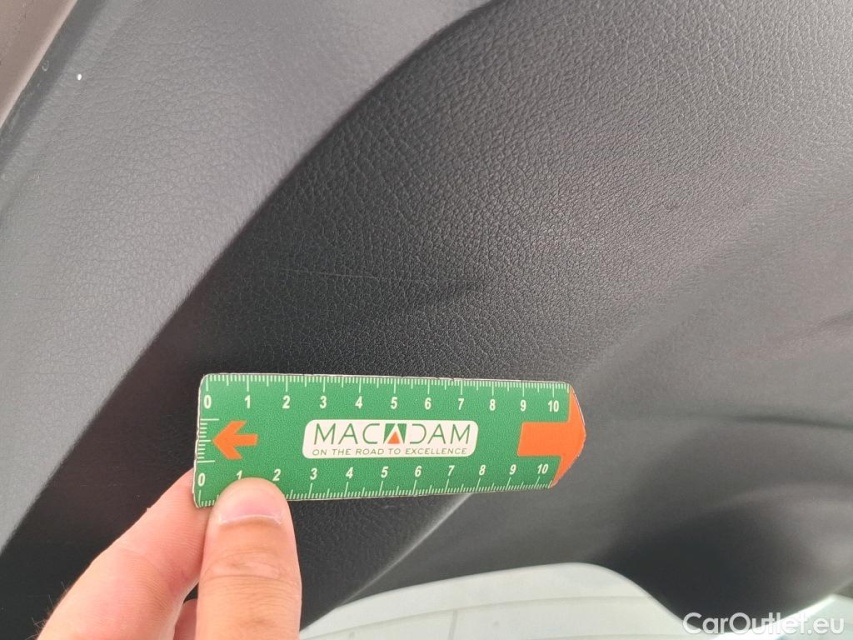 0 1 2 3 4 5 6 7 8 9 10
MACADAM
ON THE ROAD TO EXCELLENCE
0 1 2 3 4 5 6 7 8 9 10
CarOutlet.eu